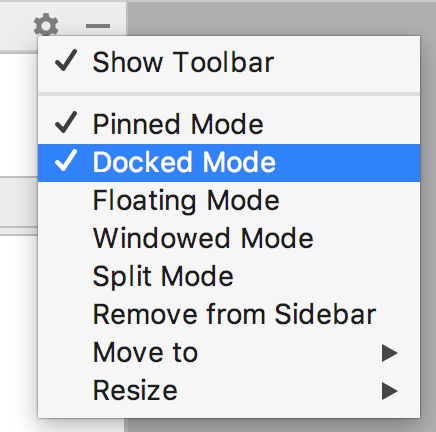 Show Toolbar
Pinned Mode
Docked Mode
Floating Mode
Windowed Mode
Split Mode
Remove from Sidebar
Move to
Resize